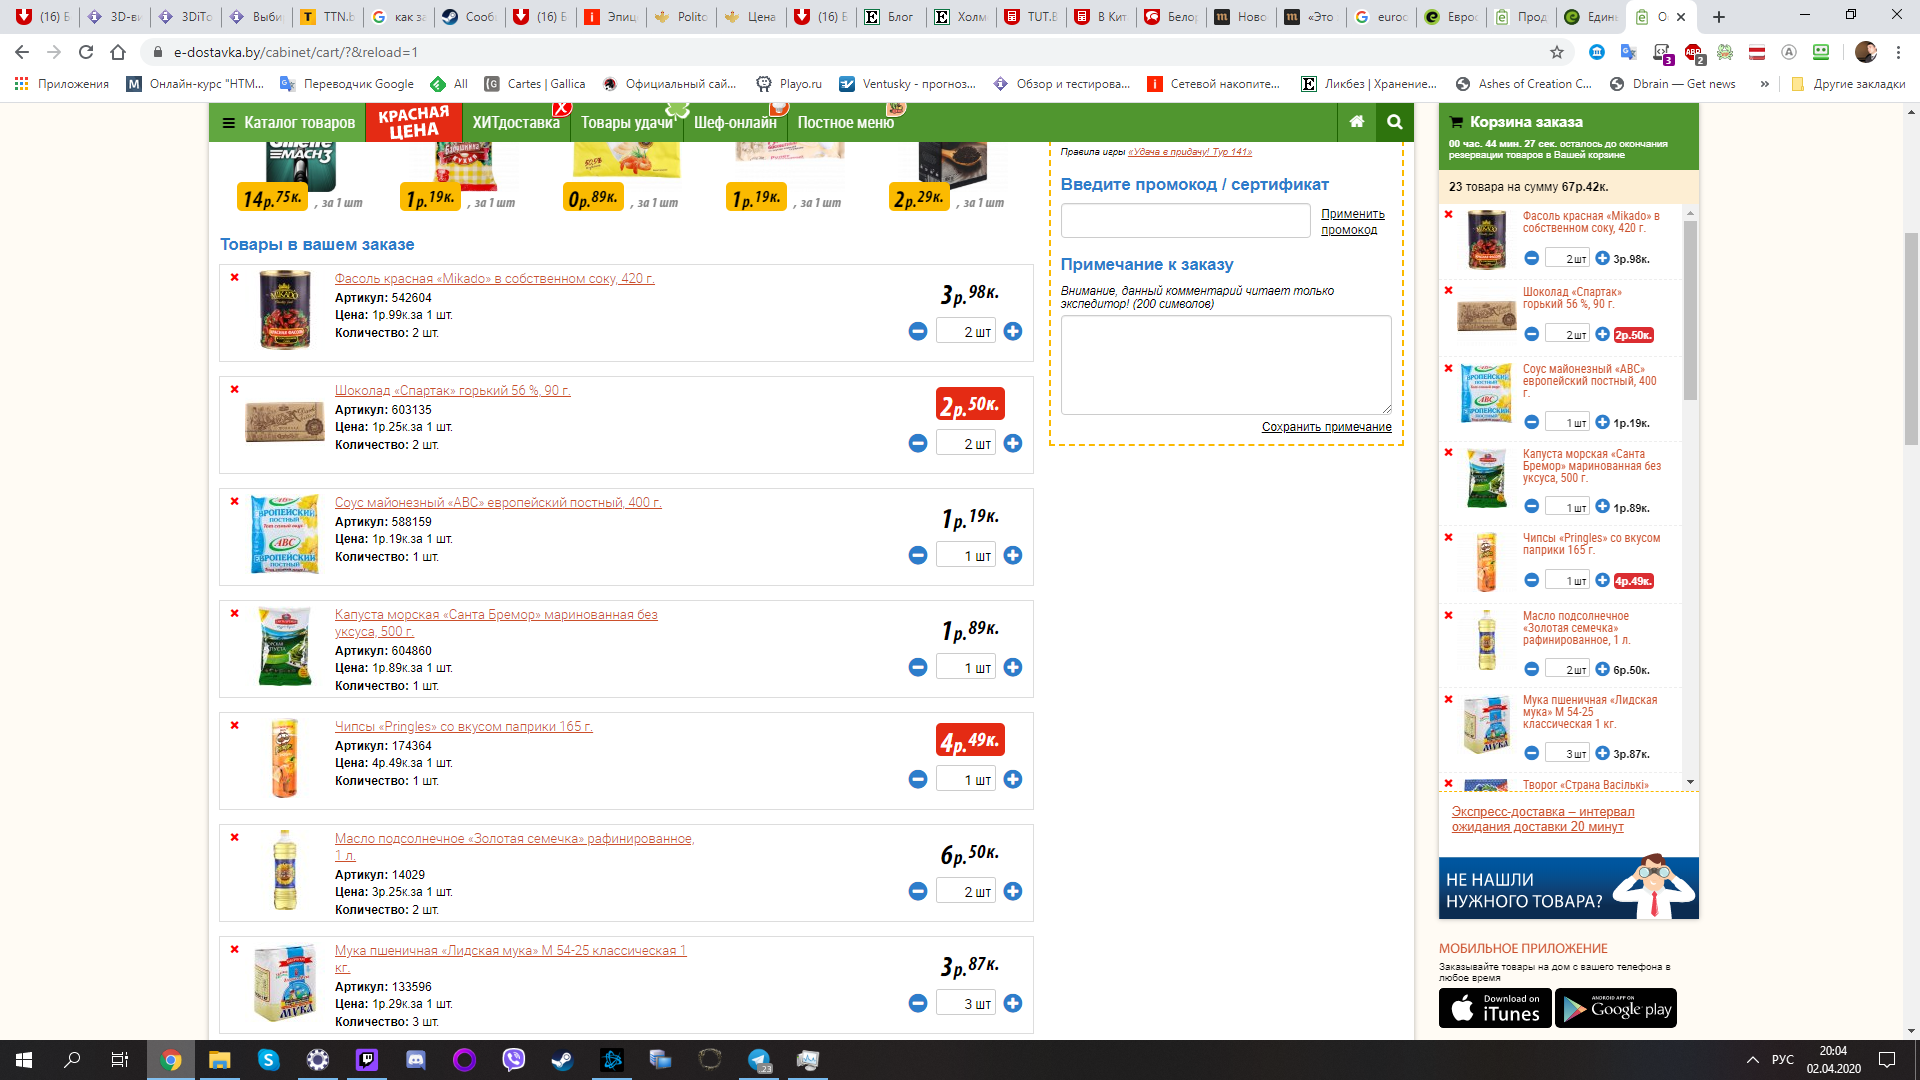 (16) Б
3D-ви
3DiTo
Выби
TTN.b
как за
Сооб
(16) Б
Эпиц
Polito
Цена
(16) Б
Блог
Холм
TUT.B
В Кит
Белор
Ново
«Это
euroc
Еврос
Прод
Едині
О
e-dostavka.by/cabinet/cart/?&reload=1
Приложения
Онлайн-курс "HTM...
Переводчик Google
All
Cartes | Gallica
Официальный сай...
Playo.ru
Ventusky - прогноз...
Обзор и тестирова...
Сетевой накопите...
Ликбез | Хранение...
Ashes of Creation C...
Dbrain — Get news
»
Другие закладки
Каталог товаров
КРАСНАЯ
ЦЕНА
ХИТдоставка
Товары удачи
Шеф-онлайн
Постное меню
14р.75к. , за 1 шт
1р.19к. , за 1 шт
0р.89к. , за 1 шт
1р.19к. , за 1 шт
2р.29к. , за 1 шт
Товары в вашем заказе
Фасоль красная «Mikado» в собственном соку, 420 г.
Артикул: 542604
Цена: 1р.99к.за 1 шт.
Количество: 2 шт.
3р.98к.
2 шт
Шоколад «Спартак» горький 56 %, 90 г.
Артикул: 603135
Цена: 1р.25к.за 1 шт.
Количество: 2 шт.
2р.50к.
2 шт
Соус майонезный «АВС» европейский постный, 400 г.
Артикул: 588159
Цена: 1р.19к.за 1 шт.
Количество: 1 шт.
1р.19к.
1 шт
Капуста морская «Санта Бремор» маринованная без
уксуса, 500 г.
Артикул: 604860
Цена: 1р.89к.за 1 шт.
Количество: 1 шт.
1р.89к.
1 шт
Чипсы «Pringles» со вкусом паприки 165 г.
Артикул: 174364
Цена: 4р.49к.за 1 шт.
Количество: 1 шт.
4р.49к.
1 шт
Масло подсолнечное «Золотая семечка» рафинированное,
1 л.
Артикул: 14029
Цена: 3р.25к.за 1 шт.
Количество: 2 шт.
6р.50к.
2 шт
Мука пшеничная «Лидская мука» М 54-25 классическая 1
кг.
Артикул: 133596
Цена: 1р.29к.за 1 шт.
Количество: 3 шт.
3р.87к.
3 шт
Правила игры «Удача в придачу! Тур 141»
Введите промокод / сертификат
Применить
промокод
Примечание к заказу
Внимание, данный комментарий читает только
экспедитор! (200 символов)
Сохранить примечание
Корзина заказа
00 час. 44 мин. 27 сек. осталось до окончания
резервации товаров в Вашей корзине
23 товара на сумму 67р.42к.
Фасоль красная «Mikado» в
собственном соку, 420 г.
2 шт 3р.98к.
Шоколад «Спартак»
горький 56 %, 90 г.
2 шт 2р.50к.
Соус майонезный «АВС»
европейский постный, 400
г.
1 шт 1р.19к.
Капуста морская «Санта
Бремор» маринованная без
уксуса, 500 г.
1 шт 1р.89к.
Чипсы «Pringles» со вкусом
паприки 165 г.
1 шт 4р.49к.
Масло подсолнечное
«Золотая семечка»
рафинированное, 1 л.
2 шт 6р.50к.
Мука пшеничная «Лидская
мука» М 54-25
классическая 1 кг.
3 шт 3р.87к.
Творог «Страна Васількі»
Экспресс-доставка – интервал
ожидания доставки 20 минут
НЕ НАШЛИ
НУЖНОГО ТОВАРА?
МОБИЛЬНОЕ ПРИЛОЖЕНИЕ
Заказывайте товары на дом с вашего телефона в
любое время
Download on
iTunes
ANDROID APP ON
Google play
РУС
20:04
02.04.2020